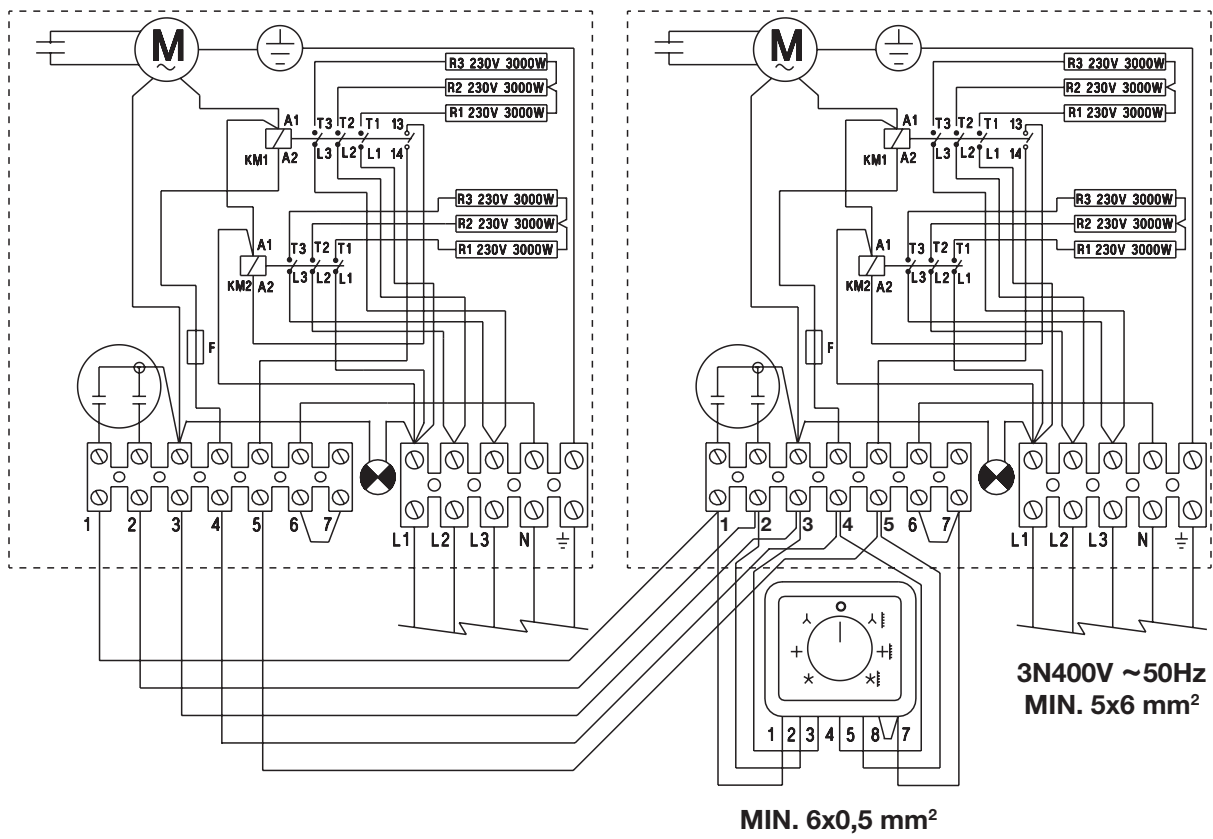 M
~
R3 230V 3000W
R2 230V 3000W
R1 230V 3000W
A1 T3 T2 T1 13
KM1 A2 L3 L2 L1 14
R3 230V 3000W
R2 230V 3000W
R1 230V 3000W
A1 T3 T2 T1
KM2 A2 L3 L2 L1
F
1 2 3 4 5 6 7 L1 L2 L3 N
M
~
R3 230V 3000W
R2 230V 3000W
R1 230V 3000W
A1 T3 T2 T1 13
KM1 A2 L3 L2 L1 14
R3 230V 3000W
R2 230V 3000W
R1 230V 3000W
A1 T3 T2 T1
KM2 A2 L3 L2 L1
F
1 2 3 4 5 6 7 L1 L2 L3 N
1 2 3 4 5 8 7
3N400V ~50Hz
MIN. 5x6 mm²
MIN. 6x0,5 mm²